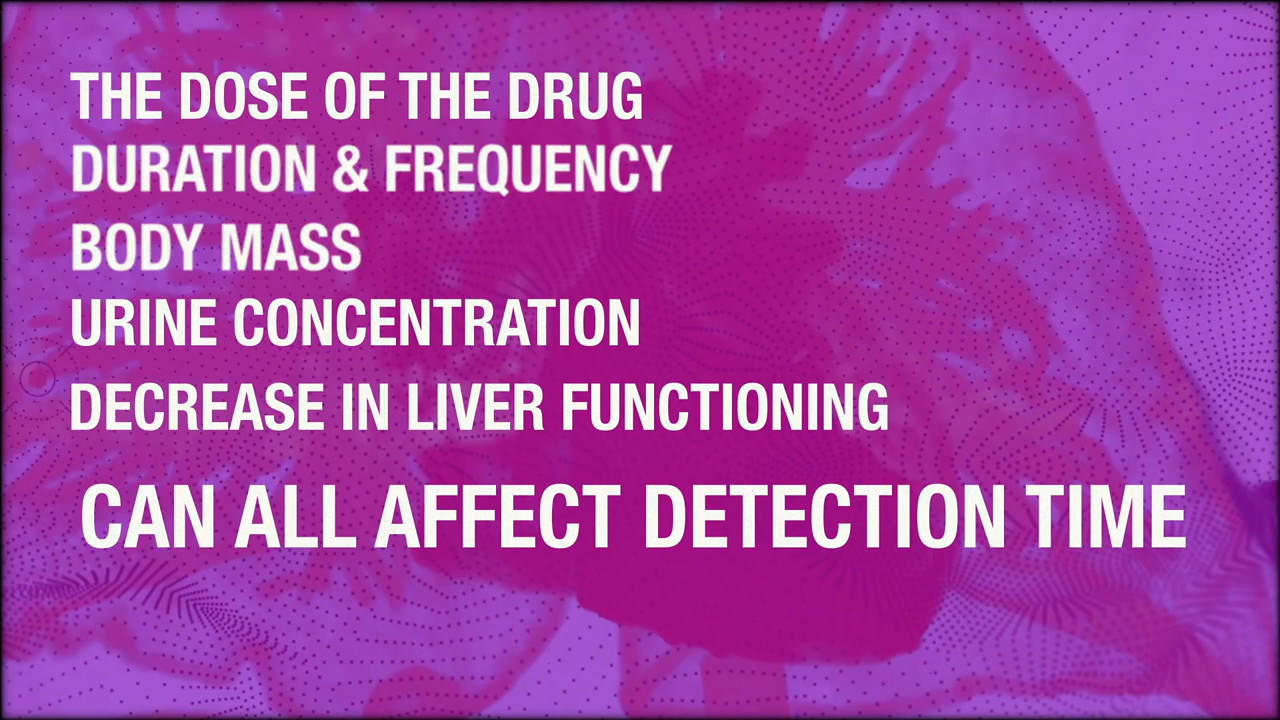 THE DOSE OF THE DRUG
DURATION & FREQUENCY
BODY MASS
URINE CONCENTRATION
DECREASE IN LIVER FUNCTIONING
CAN ALL AFFECT DETECTION TIME